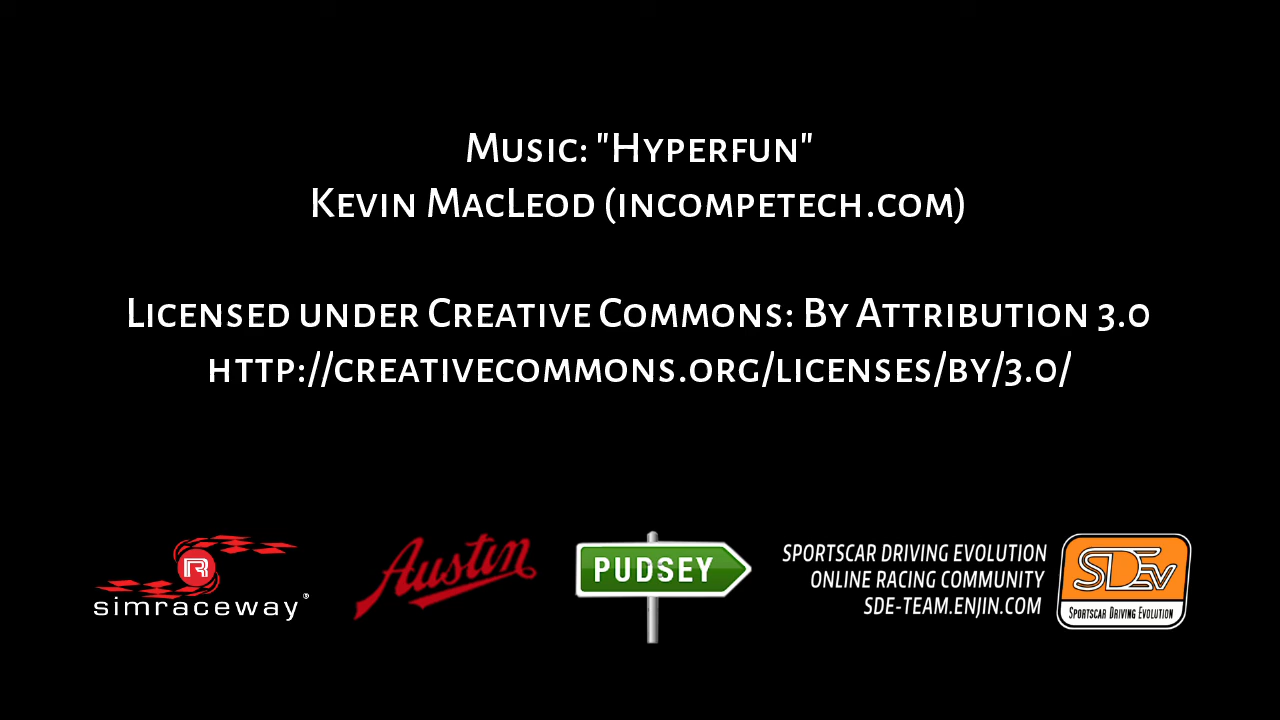 Music: "Hyperfun"
Kevin MacLeod (incompetech.com)
Licensed under Creative Commons: By Attribution 3.0
http://creativecommons.org/licenses/by/3.0/
R
simraceway®
Austin
PUDSEY
SPORTSCAR DRIVING EVOLUTION
ONLINE RACING COMMUNITY
SDE-TEAM.ENJIN.COM
SDEV
SPORTSCAR DRIVING EVOLUTION